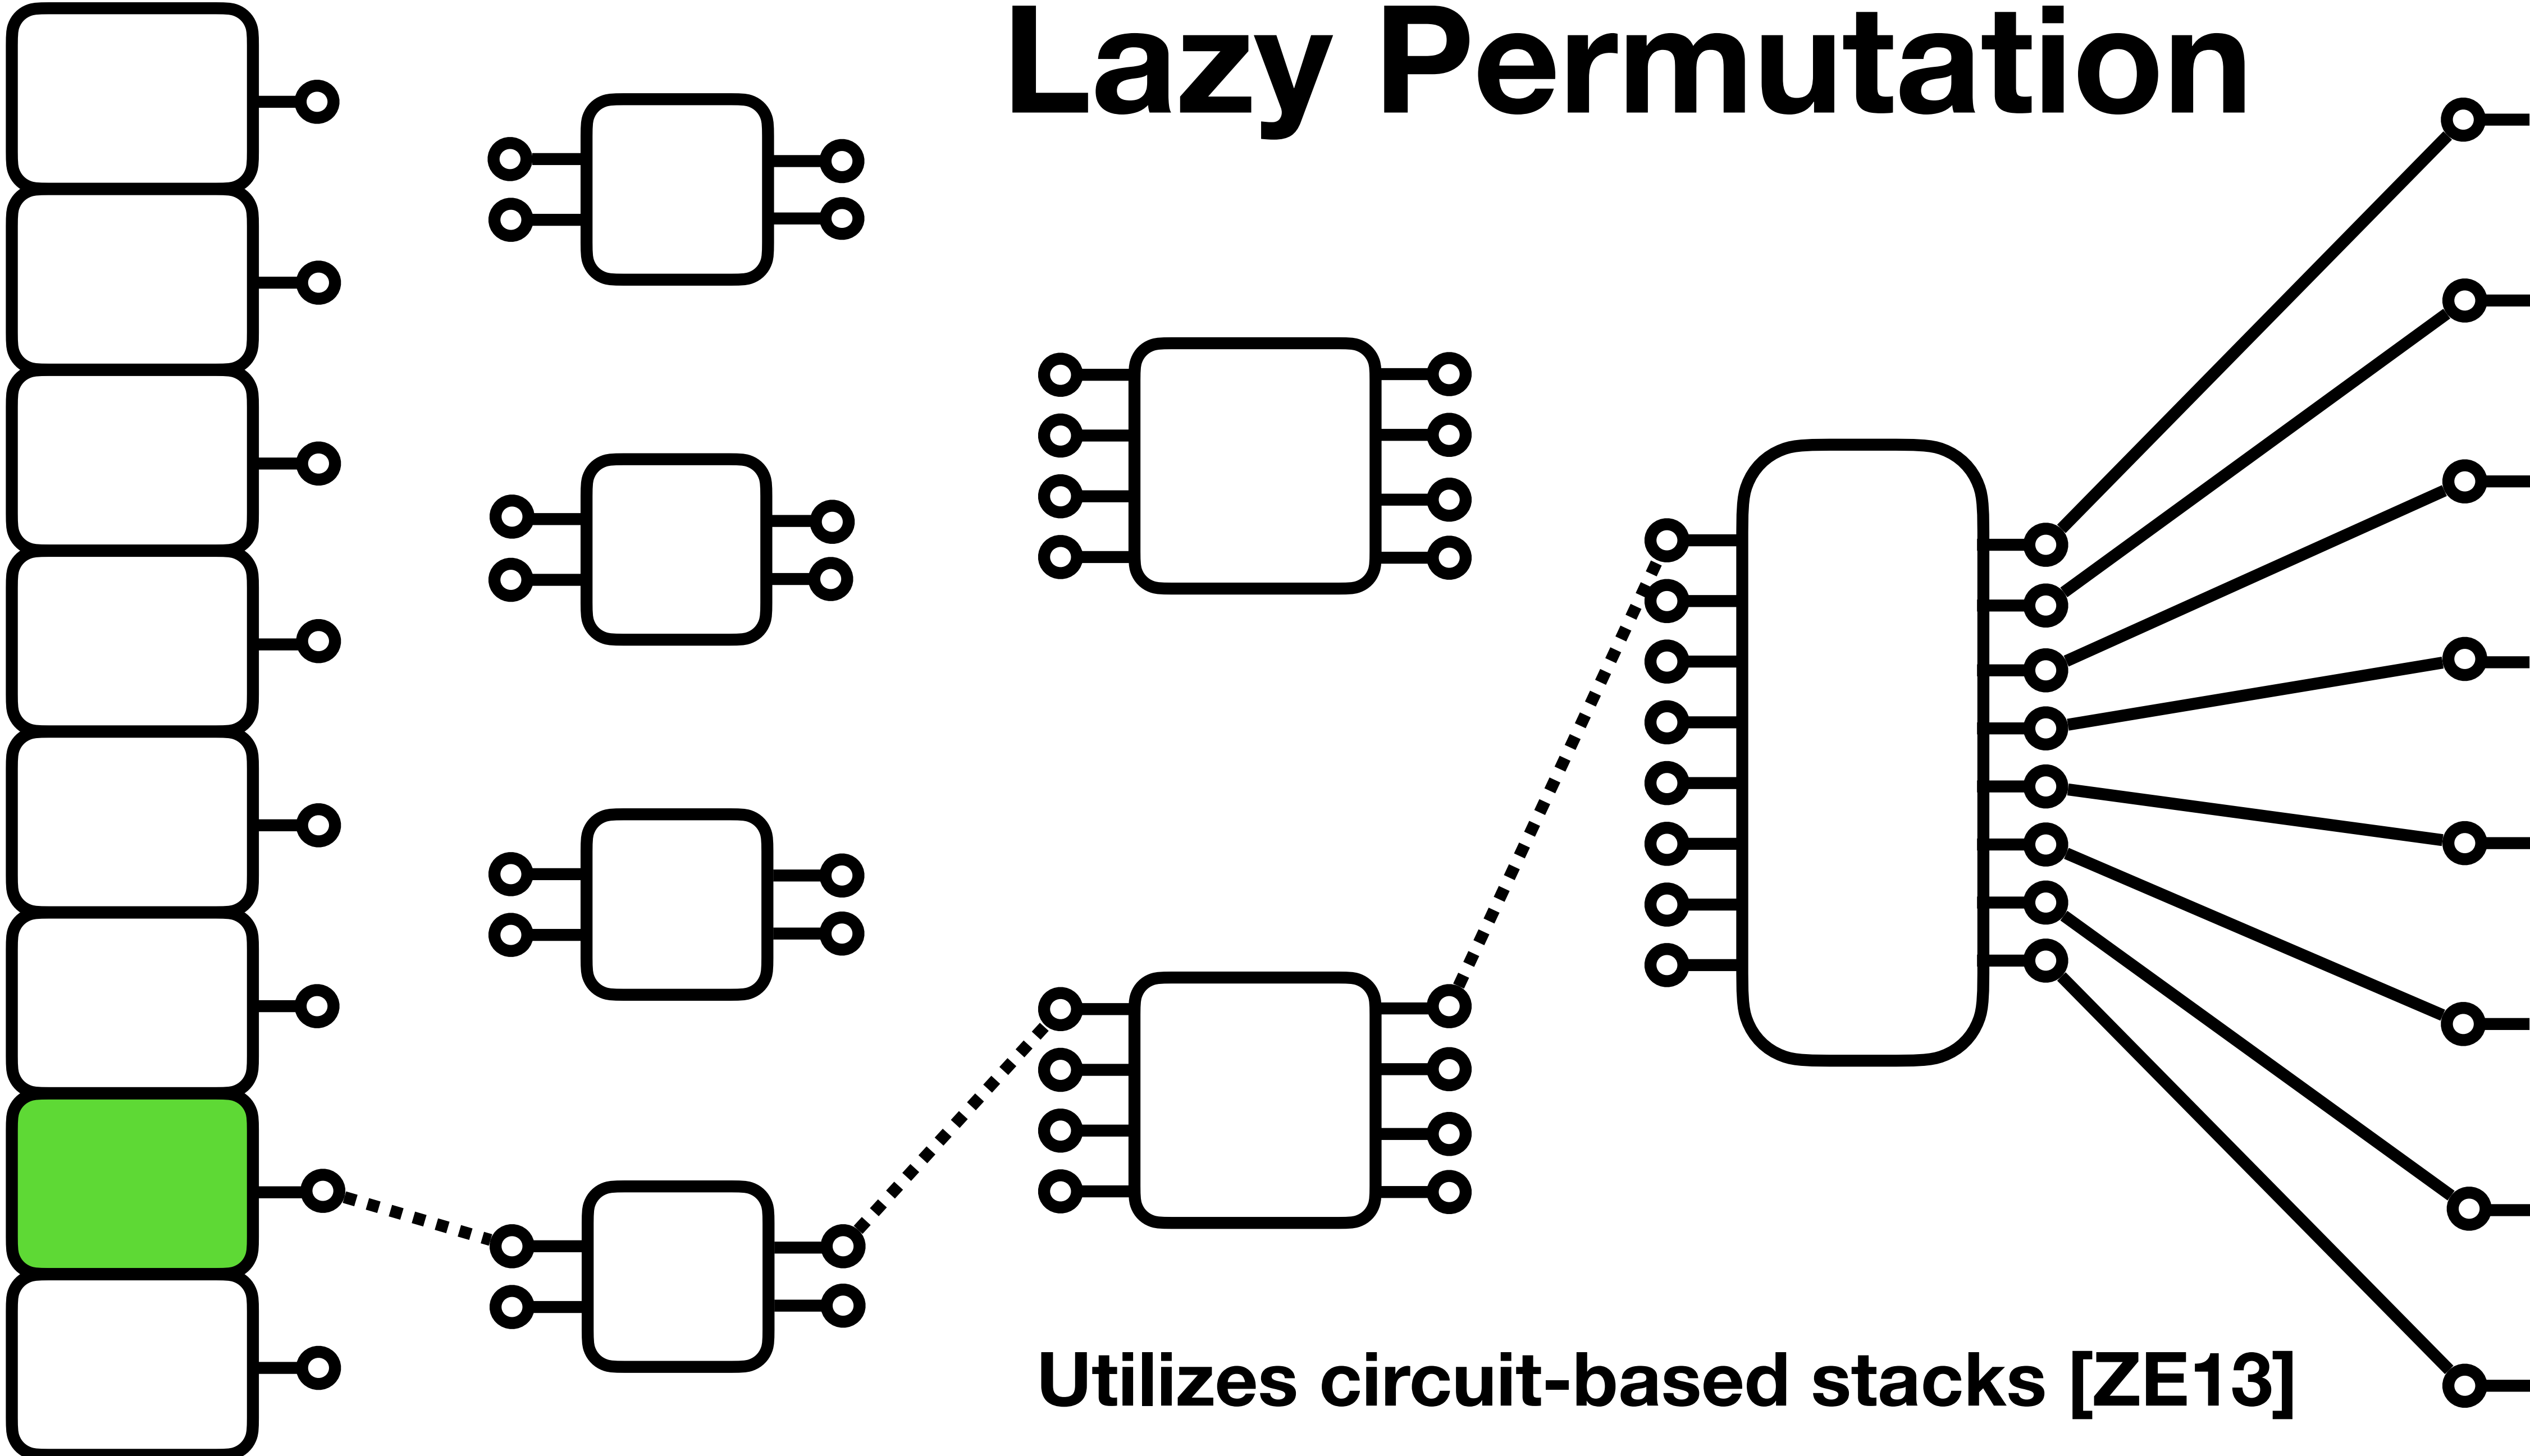 Lazy Permutation
Utilizes circuit-based stacks [ZE13]